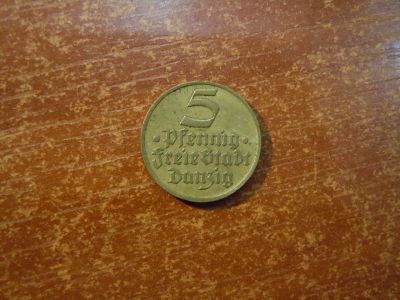 5
· Pfennig ·
Freie Stadt
Danzig